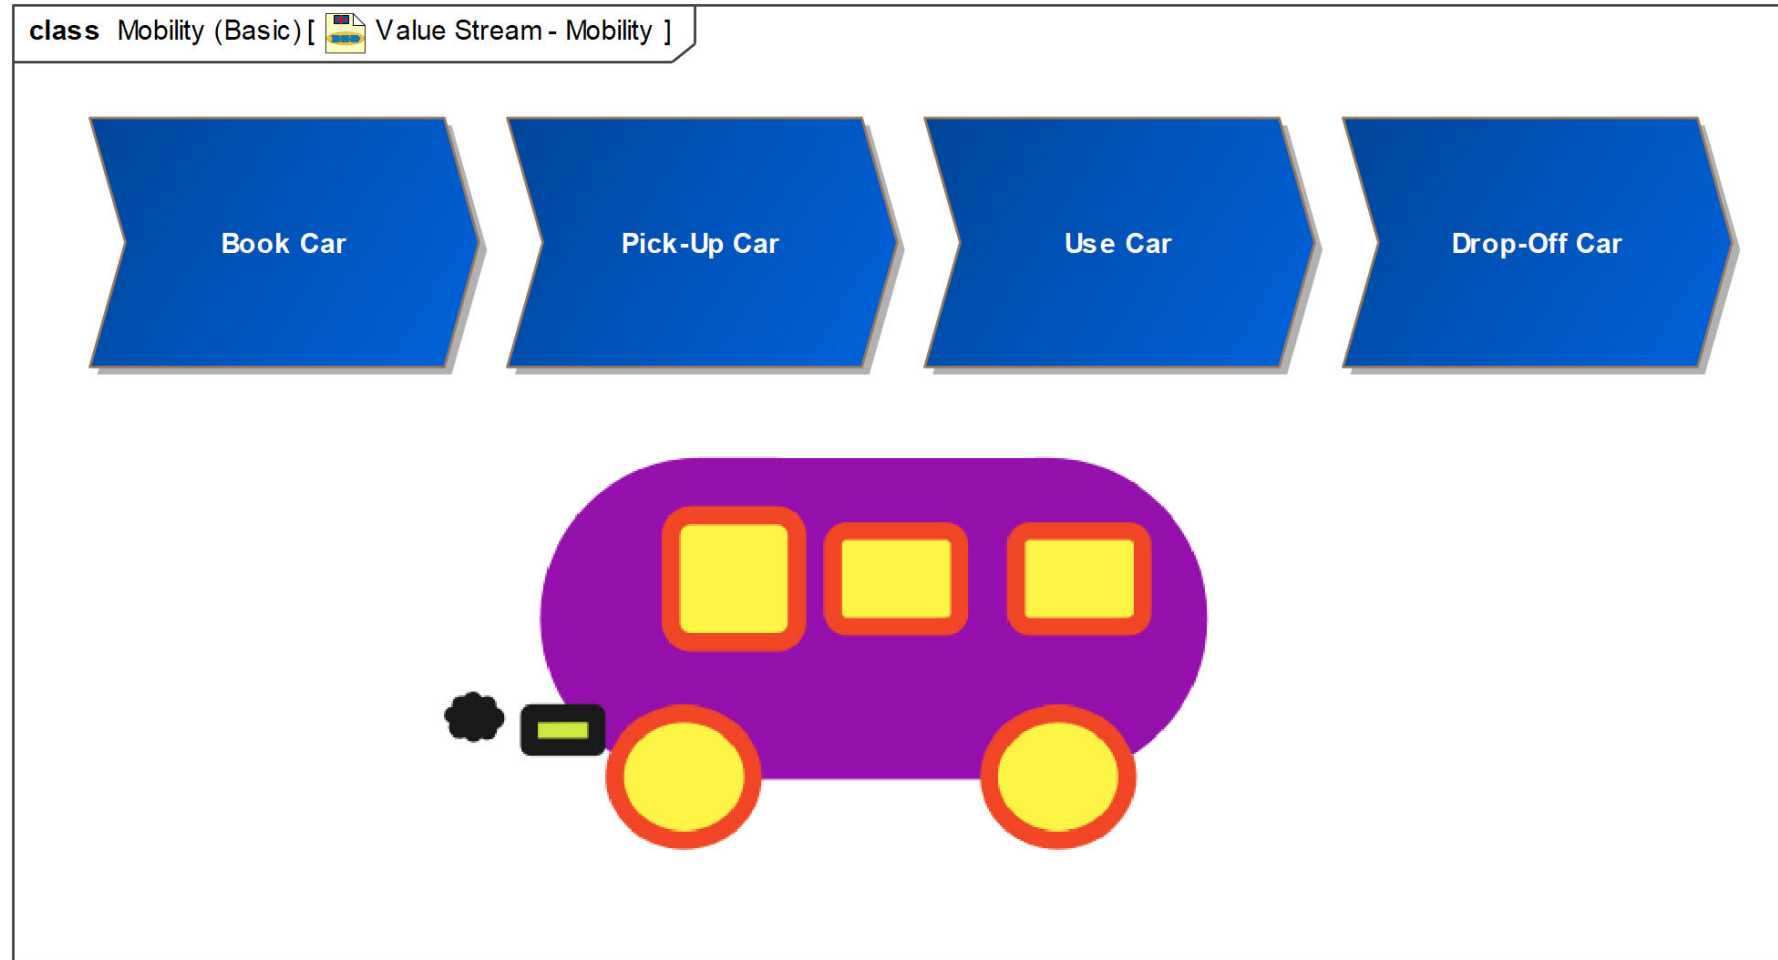 class Mobility (Basic) [ Value Stream - Mobility ]
Book Car
Pick-Up Car
Use Car
Drop-Off Car